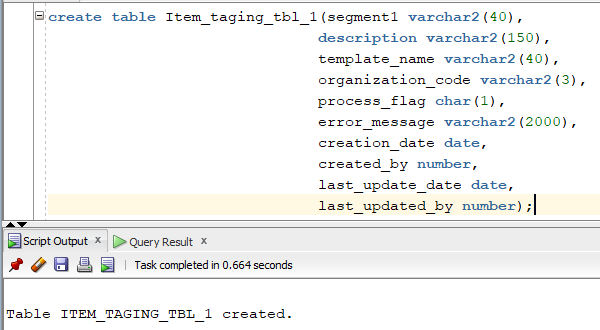 create table Item_taging_tbl_1(segment1 varchar2(40),
description varchar2(150),
template_name varchar2(40),
organization_code varchar2(3),
process_flag char(1),
error_message varchar2(2000),
creation_date date,
created_by number,
last_update_date date,
last_updated_by number);
Script Output x Query Result x
Task completed in 0.664 seconds
Table ITEM_TAGING_TBL_1 created.